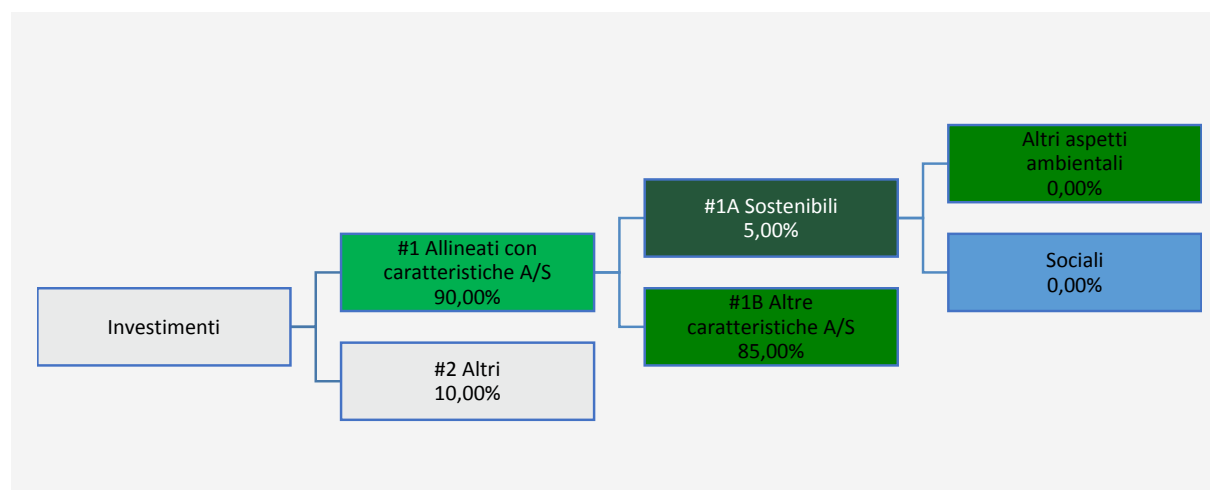 Investimenti
#1 Allineati con
caratteristiche A/S
90,00%
#2 Altri
10,00%
#1A Sostenibili
5,00%
#1B Altre
caratteristiche A/S
85,00%
Altri aspetti
ambientali
0,00%
Sociali
0,00%